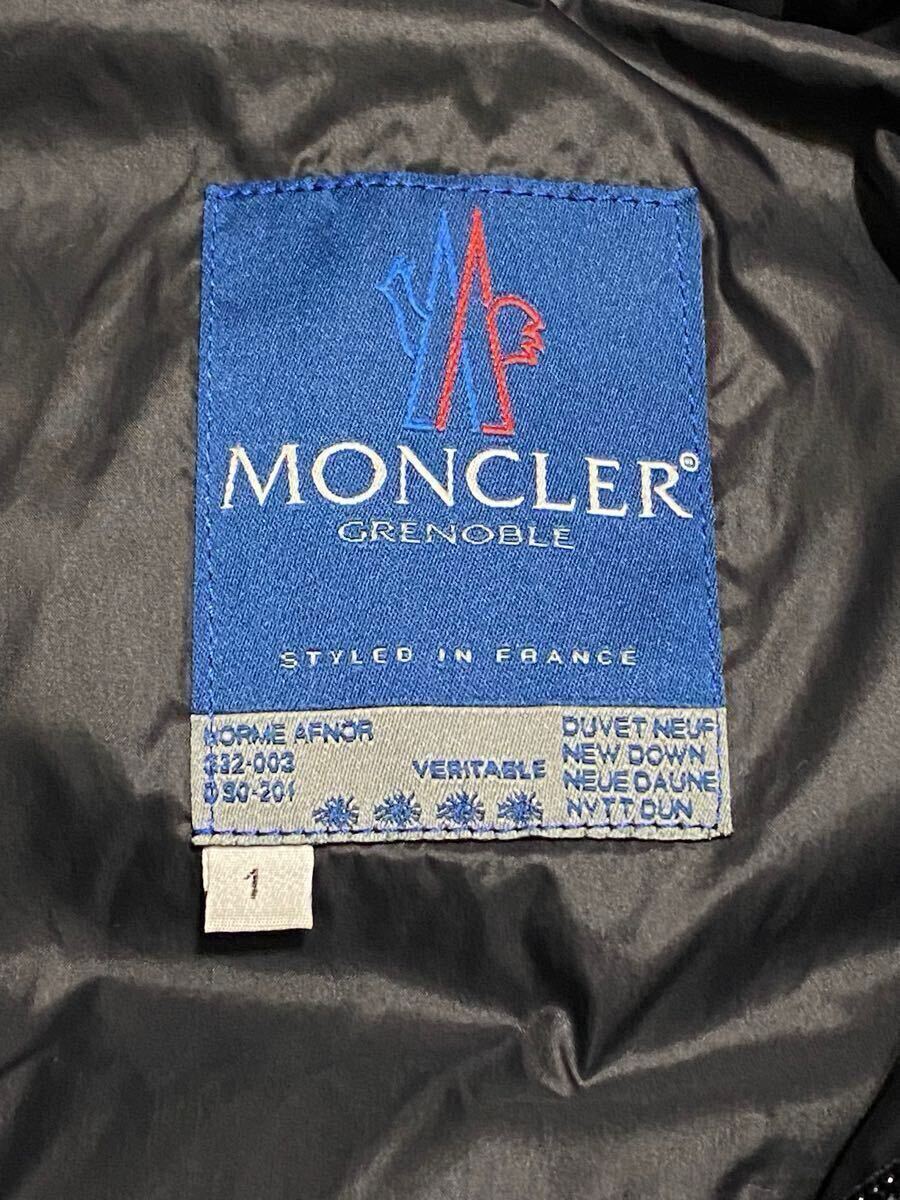 MONCLER
GRENOBLE
STYLED IN FRANCE
NORME AFNOR
332-003
D90-201
VERITABLE
DUVET NEUF
NEW DOWN
NEUE DAUNE
NYTT DUN
1